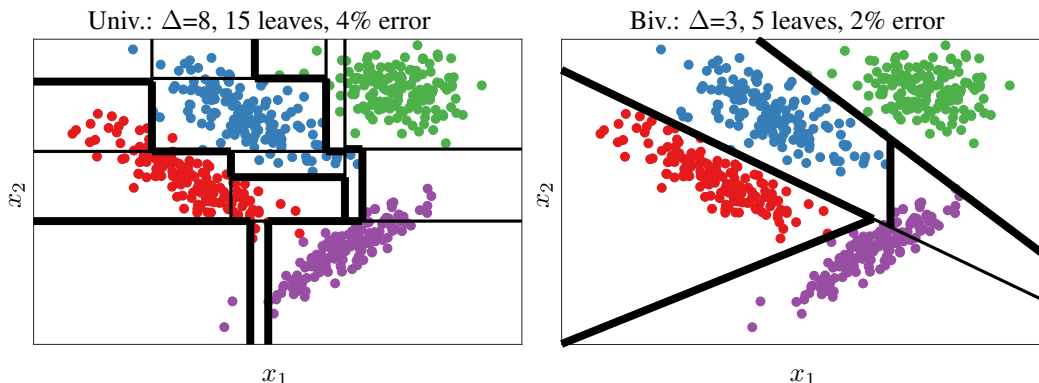 Univ.: Δ=8, 15 leaves, 4% error
Biv.: Δ=3, 5 leaves, 2% error
x₂
x₂
x₁
x₁